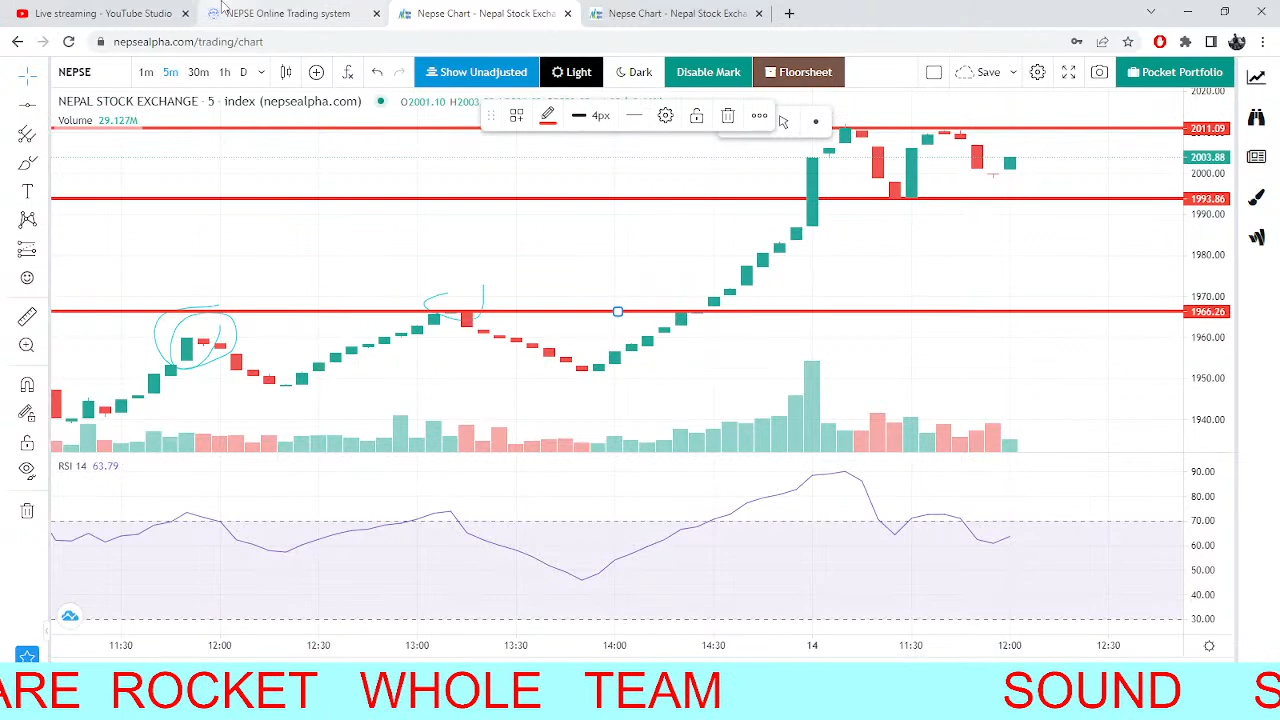 Live streaming - YouTube Studio
NEPSE Online Trading system
Nepse Chart - Nepal Stock Excha
Nepse Chart - Nepal Stock Excha
nepsealpha.com/trading/chart
NEPSE 1m 5m 30m 1h D Show Unadjusted Light Dark Disable Mark Floorsheet Save Pocket Portfolio
NEPAL STOCK EXCHANGE · 5 · Index (nepsealpha.com) O2001.10 H2003.
Volume 29.127M
4px
2020.00
2011.09
2003.88
2000.00
1993.86
1990.00
1980.00
1970.00
1966.26
1960.00
1950.00
1940.00
RSI 14 63.79
90.00
80.00
70.00
60.00
50.00
40.00
30.00
11:30 12:00 12:30 13:00 13:30 14:00 14:30 14 11:30 12:00 12:30
ARE ROCKET WHOLE TEAM SOUND S